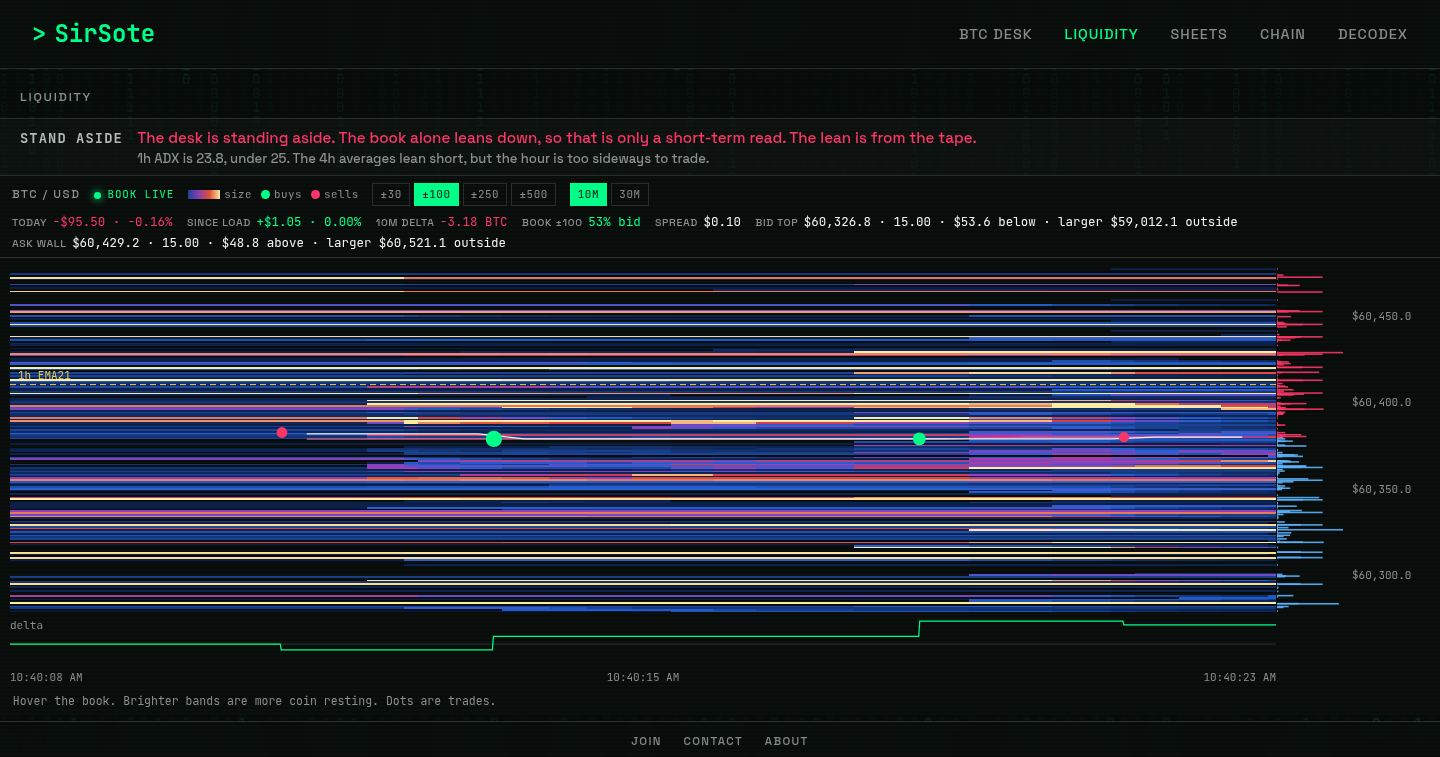 > SirSote
BTC DESK LIQUIDITY SHEETS CHAIN DECODEX
LIQUIDITY
STAND ASIDE The desk is standing aside. The book alone leans down, so that is only a short-term read. The lean is from the tape.
1h ADX is 23.8, under 25. The 4h averages lean short, but the hour is too sideways to trade.
BTC / USD BOOK LIVE size buys sells ±30 ±100 ±250 ±500 10M 30M
TODAY -$95.50 · -0.16% SINCE LOAD +$1.05 · 0.00% 10M DELTA -3.18 BTC BOOK ±100 53% bid SPREAD $0.10 BID TOP $60,326.8 · 15.00 · $53.6 below · larger $59,012.1 outside
ASK WALL $60,429.2 · 15.00 · $48.8 above · larger $60,521.1 outside
$60,450.0
1h EMA21
$60,400.0
$60,350.0
$60,300.0
delta
10:40:08 AM 10:40:15 AM 10:40:23 AM
Hover the book. Brighter bands are more coin resting. Dots are trades.
JOIN CONTACT ABOUT